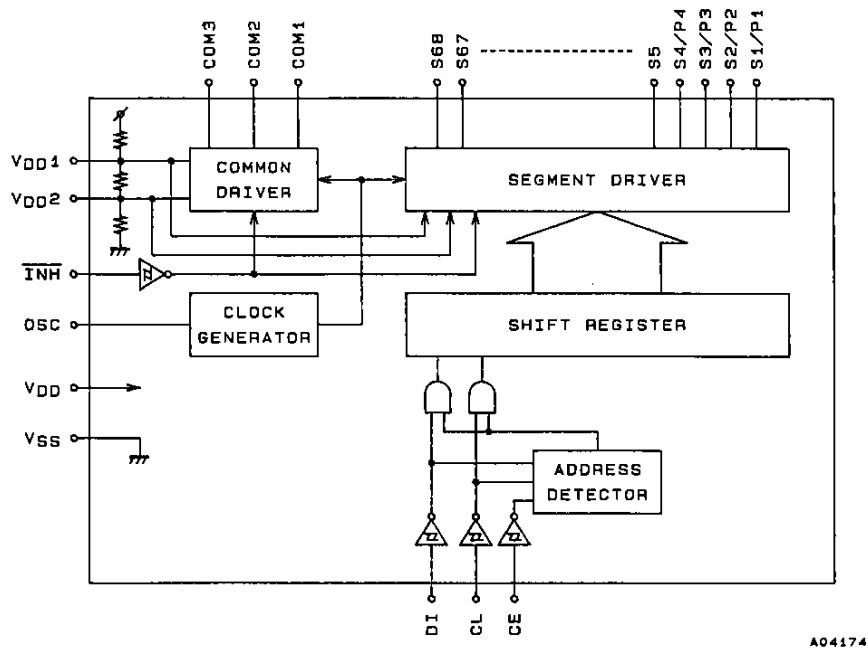 COM3
COM2
COM1
S68
S67
S5
S4/P4
S3/P3
S2/P2
S1/P1
VDD1
VDD2
INH
OSC
VDD
VSS
COMMON
DRIVER
SEGMENT DRIVER
CLOCK
GENERATOR
SHIFT REGISTER
ADDRESS
DETECTOR
DI
CL
CE
A04174